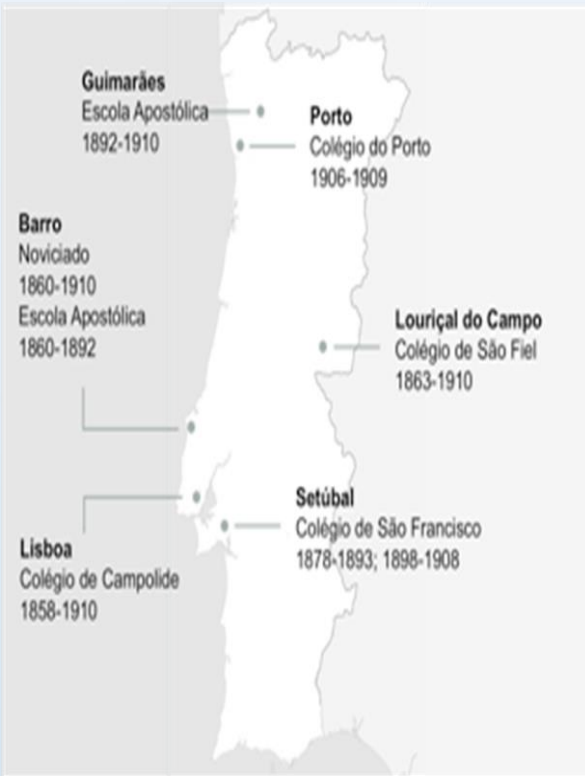 Guimarães
Escola Apostólica
1892-1910
Porto
Colégio do Porto
1906-1909
Barro
Noviciado
1860-1910
Escola Apostólica
1860-1892
Louriçal do Campo
Colégio de São Fiel
1863-1910
Setúbal
Colégio de São Francisco
1878-1893; 1898-1908
Lisboa
Colégio de Campolide
1858-1910